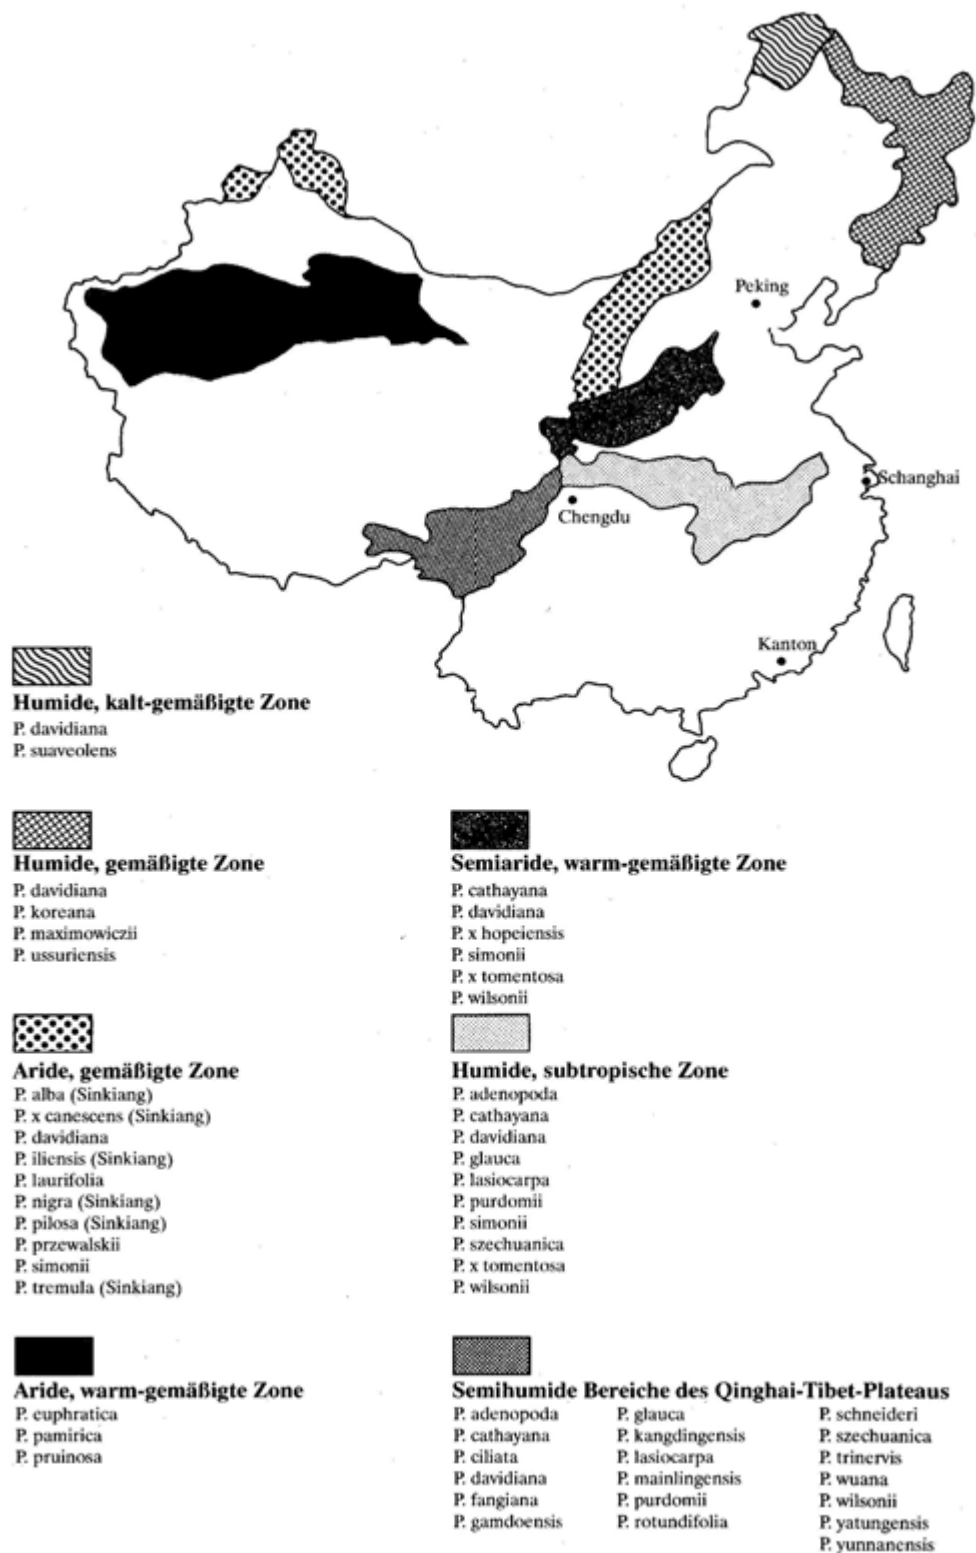 Peking
Schanghai
Chengdu
Kanton
Humide, kalt-gemäßigte Zone
P. davidiana
P. suaveolens
Humide, gemäßigte Zone
P. davidiana
P. koreana
P. maximowiczii
P. ussuriensis
Semiaride, warm-gemäßigte Zone
P. cathayana
P. davidiana
P. x hopeiensis
P. simonii
P. x tomentosa
P. wilsonii
Aride, gemäßigte Zone
P. alba (Sinkiang)
P. x canescens (Sinkiang)
P. davidiana
P. iliensis (Sinkiang)
P. laurifolia
P. nigra (Sinkiang)
P. pilosa (Sinkiang)
P. przewalskii
P. simonii
P. tremula (Sinkiang)
Humide, subtropische Zone
P. adenopoda
P. cathayana
P. davidiana
P. glauca
P. lasiocarpa
P. purdomii
P. simonii
P. szechuanica
P. x tomentosa
P. wilsonii
Aride, warm-gemäßigte Zone
P. euphratica
P. pamirica
P. pruinosa
Semihumide Bereiche des Qinghai-Tibet-Plateaus
P. adenopoda
P. cathayana
P. ciliata
P. davidiana
P. fangiana
P. gamdoensis
P. glauca
P. kangdingensis
P. lasiocarpa
P. mainlingensis
P. purdomii
P. rotundifolia
P. schneideri
P. szechuanica
P. trinervis
P. wuana
P. wilsonii
P. yatungensis
P. yunnanensis